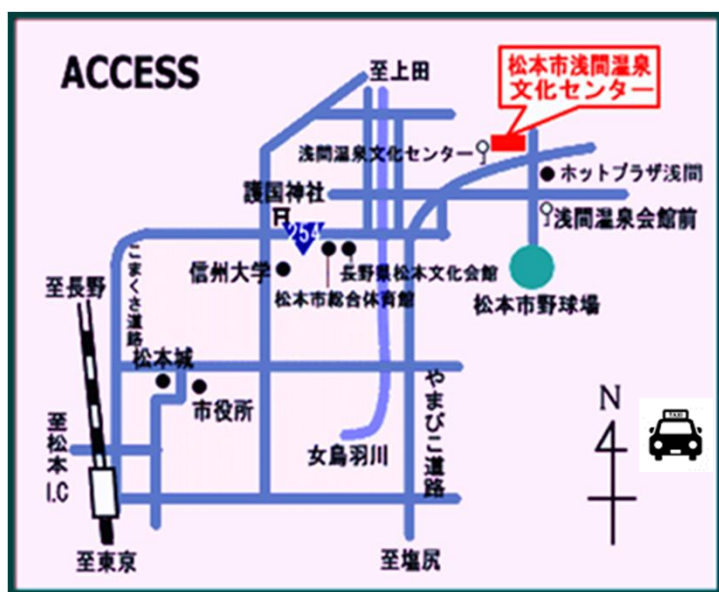 ACCESS
至上田
松本市浅間温泉
文化センター
浅間温泉文化センター
ホットプラザ浅間
護国神社
浅間温泉会館前
254
信州大学
長野県松本文化会館
松本市総合体育館
松本市野球場
至長野
こまくさ道路
松本城
市役所
やまびこ道路
至松本I.C
女鳥羽川
N
TAXI
至東京
至塩尻